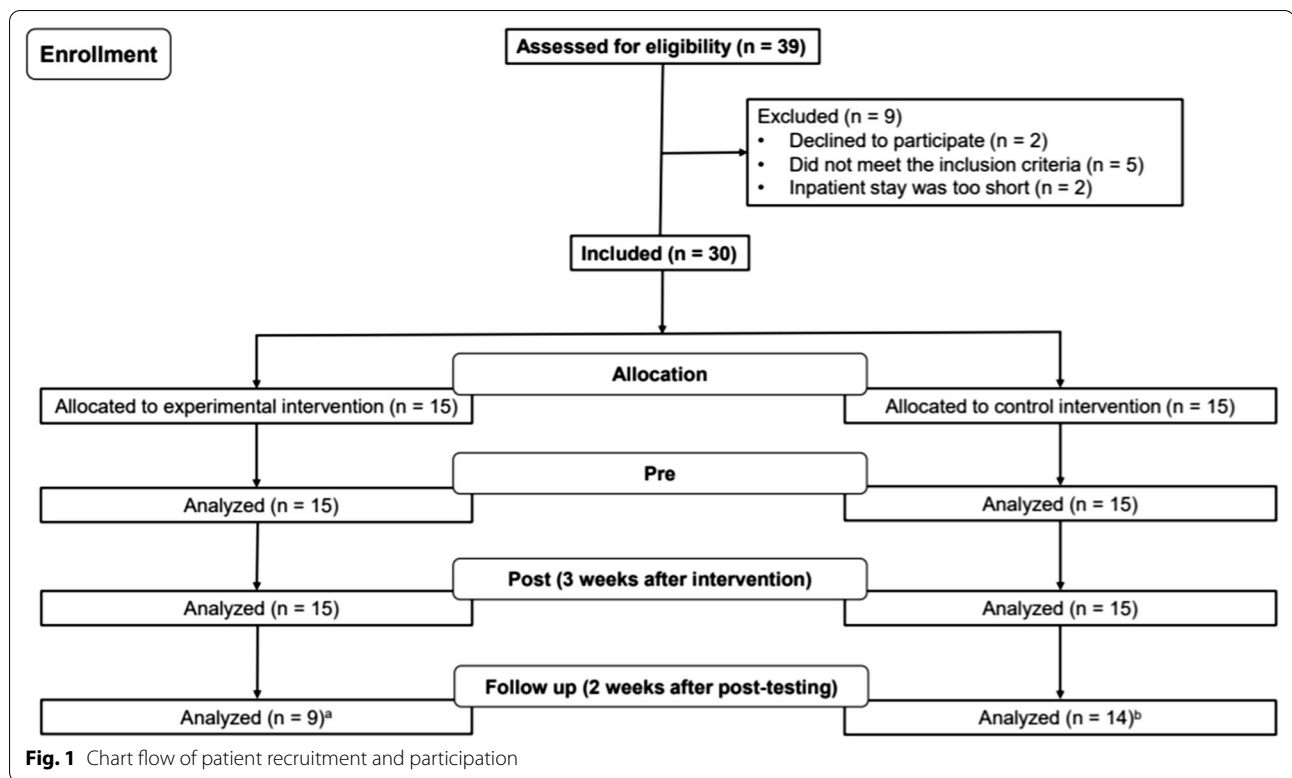 Enrollment
Assessed for eligibility (n = 39)
Excluded (n = 9)
• Declined to participate (n = 2)
• Did not meet the inclusion criteria (n = 5)
• Inpatient stay was too short (n = 2)
Included (n = 30)
Allocation
Allocated to experimental intervention (n = 15)
Allocated to control intervention (n = 15)
Pre
Analyzed (n = 15)
Analyzed (n = 15)
Post (3 weeks after intervention)
Analyzed (n = 15)
Analyzed (n = 15)
Follow up (2 weeks after post-testing)
Analyzed (n = 9)ᵃ
Analyzed (n = 14)ᵇ
Fig. 1 Chart flow of patient recruitment and participation